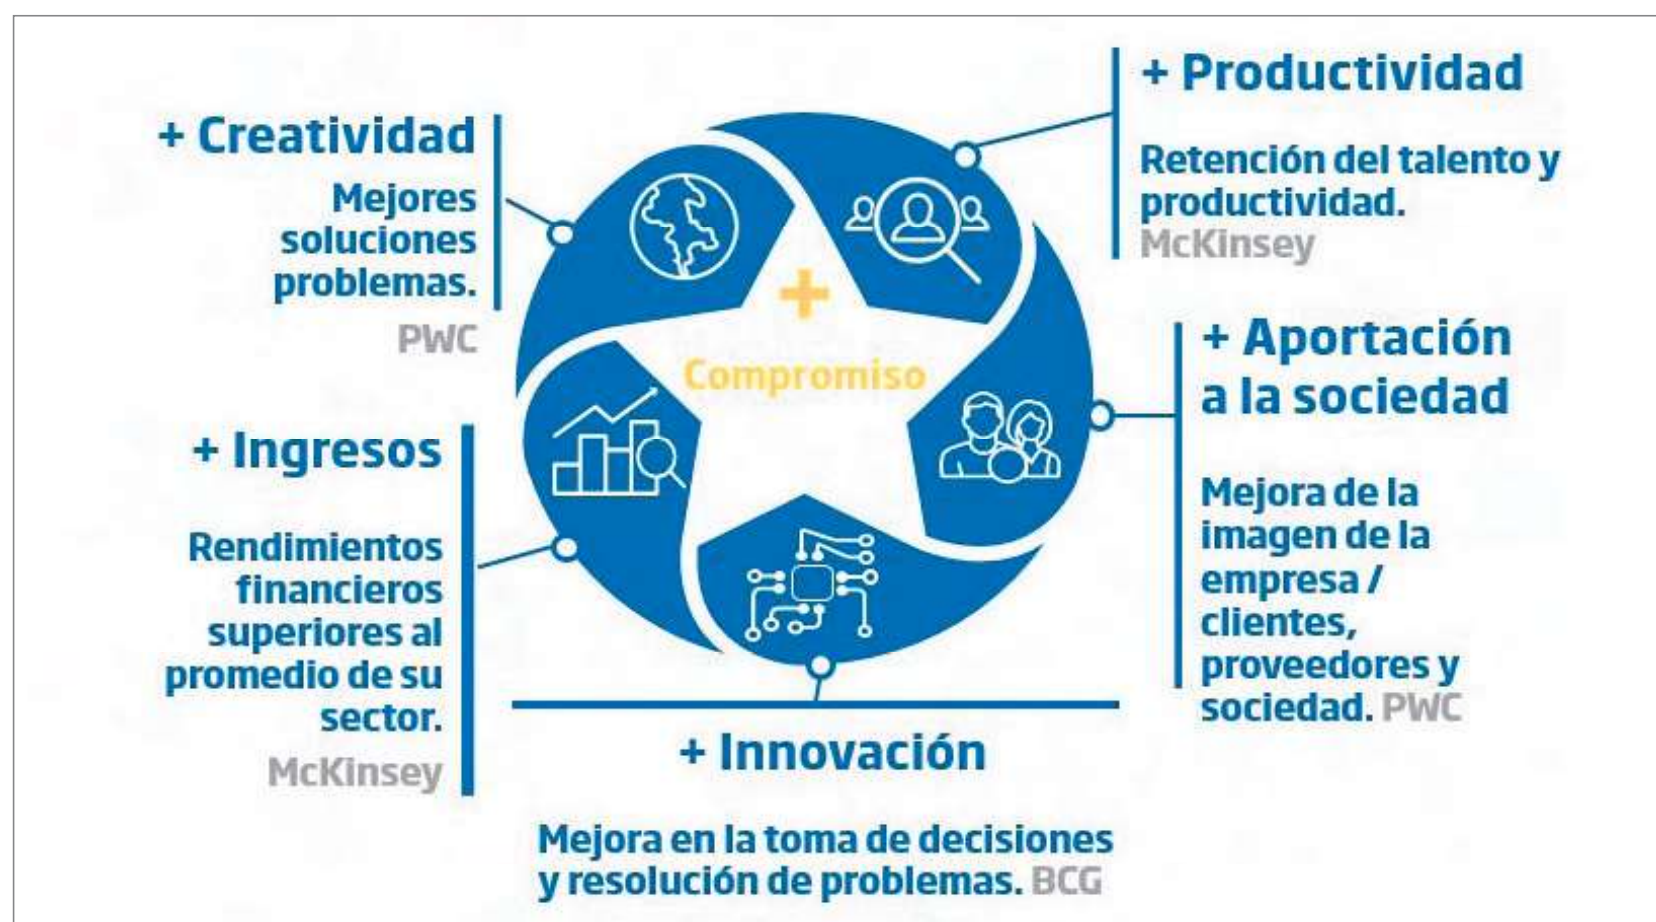 + Creatividad
Mejores
soluciones
problemas.
PWC
+ Productividad
Retención del talento y
productividad.
McKinsey
+
Compromiso
+ Aportación
a la sociedad
Mejora de la
imagen de la
empresa /
clientes,
proveedores y
sociedad. PWC
+ Ingresos
Rendimientos
financieros
superiores al
promedio de su
sector.
McKinsey
+ Innovación
Mejora en la toma de decisiones
y resolución de problemas. BCG